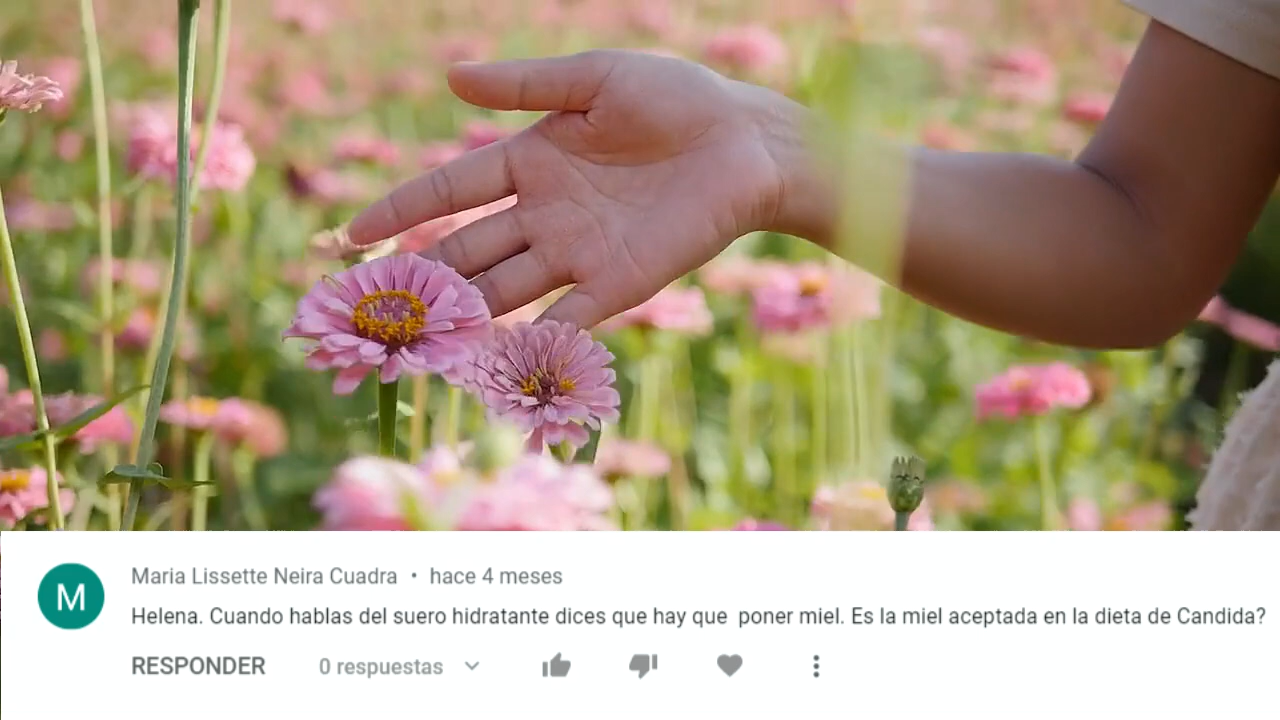 M
Maria Lissette Neira Cuadra • hace 4 meses
Helena. Cuando hablas del suero hidratante dices que hay que poner miel. Es la miel aceptada en la dieta de Candida?
RESPONDER 0 respuestas